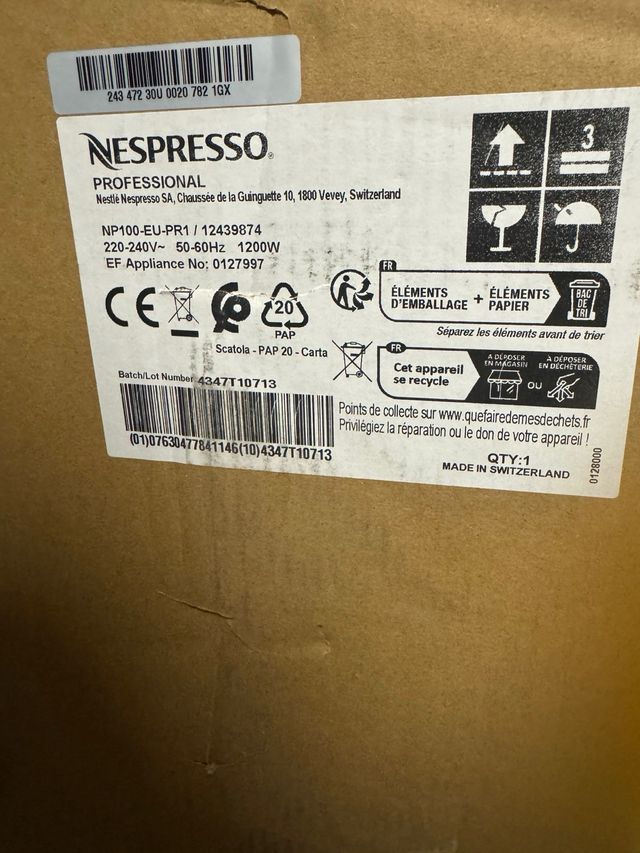 243 472 30U 0020 782 1GX
NESPRESSO®
PROFESSIONAL
Nestlé Nespresso SA, Chaussée de la Guinguette 10, 1800 Vevey, Switzerland
NP100-EU-PR1 / 12439874
220-240V~ 50-60Hz 1200W
EF Appliance No: 0127997
3
CE
20
PAP
Scatola - PAP 20 - Carta
FR
ÉLÉMENTS D'EMBALLAGE + ÉLÉMENTS PAPIER
BAC DE TRI
Séparez les éléments avant de trier
FR
Cet appareil se recycle
À DÉPOSER EN MAGASIN
OU
À DÉPOSER EN DÉCHÈTERIE
Points de collecte sur www.quefairedemesdechets.fr
Privilégiez la réparation ou le don de votre appareil !
Batch/Lot Number 4347T10713
(01)07630477841146(10)4347T10713
QTY:1
MADE IN SWITZERLAND
0128000